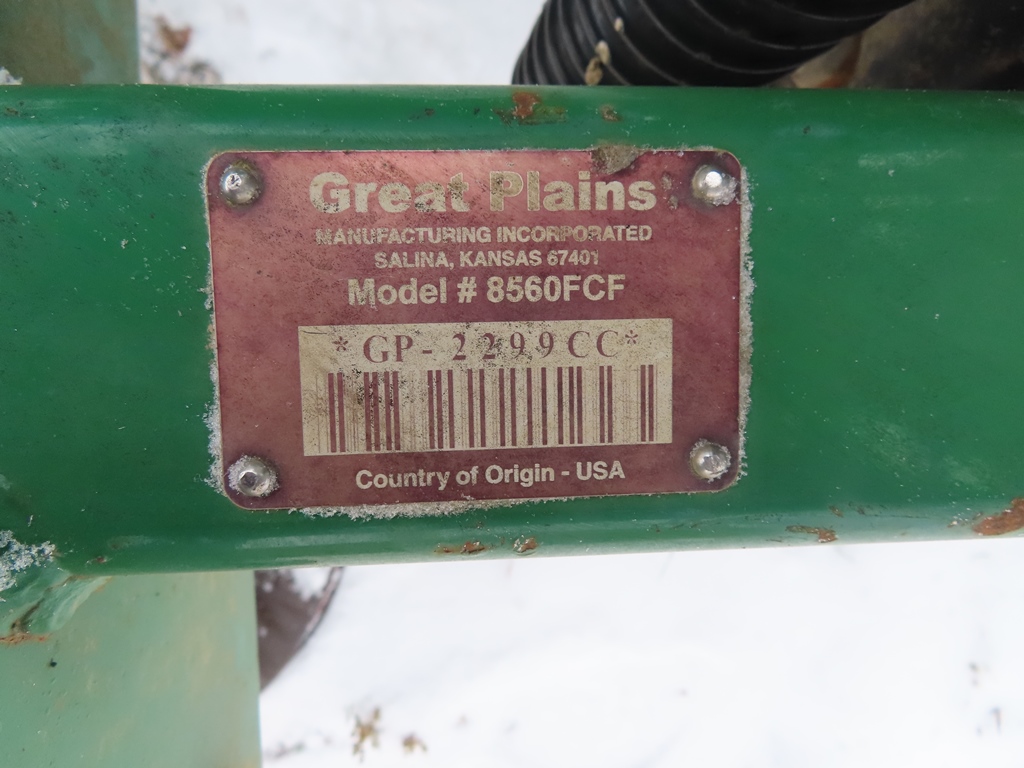 Great Plains
MANUFACTURING INCORPORATED
SALINA, KANSAS 67401
Model # 8560FCF
*GP-2299CC*
Country of Origin - USA